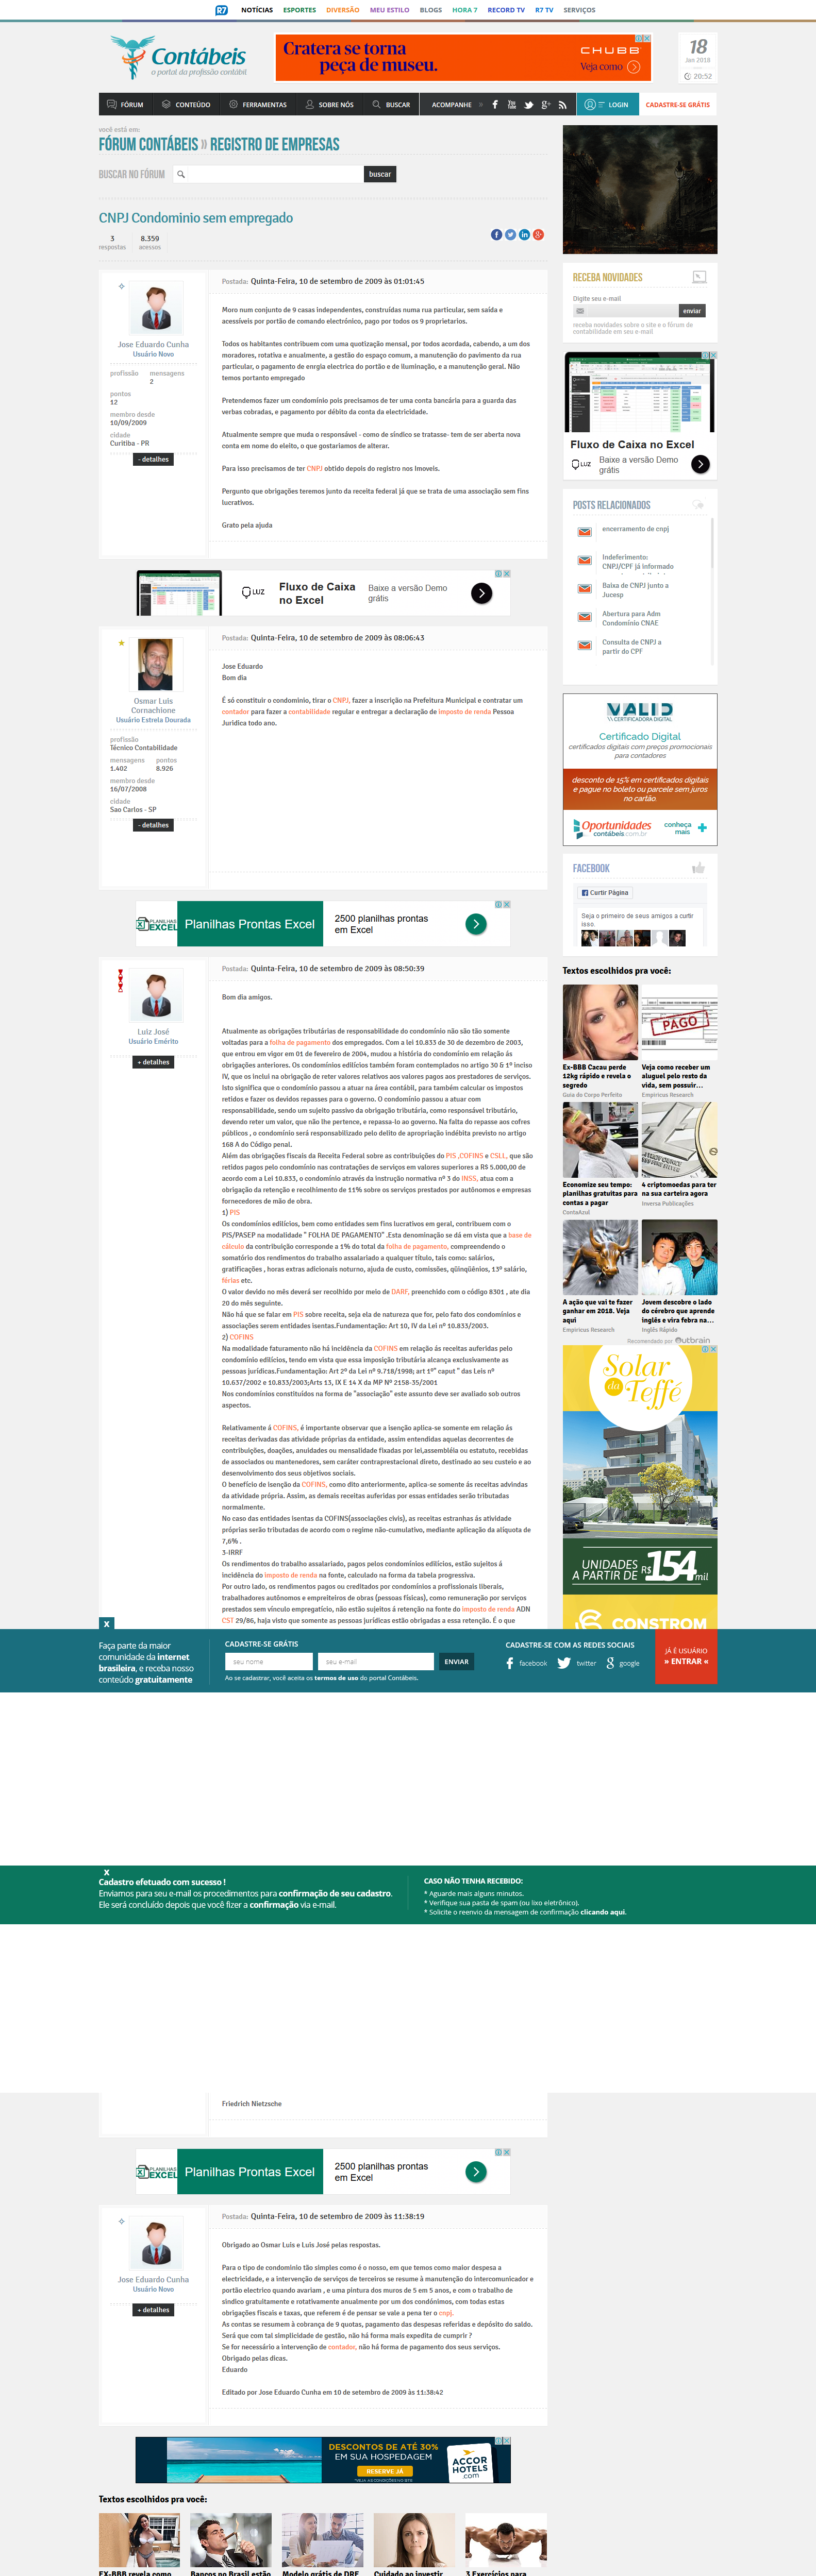 R7 NOTÍCIAS ESPORTES DIVERSÃO MEU ESTILO BLOGS HORA 7 RECORD TV R7 TV SERVIÇOS
Contábeis
o portal da profissão contábil
Cratera se torna
peça de museu.
CHUBB
Veja como
18
Jan 2018
20:52
FÓRUM CONTEÚDO FERRAMENTAS SOBRE NÓS BUSCAR ACOMPANHE LOGIN CADASTRE-SE GRÁTIS
você está em:
FÓRUM CONTÁBEIS » REGISTRO DE EMPRESAS
BUSCAR NO FÓRUM
buscar
CNPJ Condominio sem empregado
3 8.359
respostas acessos
Postada: Quinta-Feira, 10 de setembro de 2009 às 01:01:45
Jose Eduardo Cunha
Usuário Novo
profissão mensagens
2
pontos
12
membro desde
10/09/2009
cidade
Curitiba - PR
- detalhes
Moro num conjunto de 9 casas independentes, construídas numa rua particular, sem saída e
acessíveis por portão de comando electrónico, pago por todos os 9 proprietarios.
Todos os habitantes contribuem com uma quotização mensal, por todos acordada, cabendo, a um dos
moradores, rotativa e anualmente, a gestão do espaço comum, a manutenção do pavimento da rua
particular, o pagamento de enrgia electrica do portão e de iluminação, e a manutenção geral. Não
temos portanto empregado
Pretendemos fazer um condominio pois precisamos de ter uma conta bancária para a guarda das
verbas cobradas, e pagamento por débito da conta da electricidade.
Atualmente sempre que muda o responsável - como de síndico se tratasse- tem de ser aberta nova
conta em nome do eleito, o que gostariamos de alterar.
Para isso precisamos de ter CNPJ obtido depois do registro nos Imoveis.
Pergunto que obrigações teremos junto da receita federal já que se trata de uma associação sem fins
lucrativos.
Grato pela ajuda
LUZ
Fluxo de Caixa
no Excel
Baixe a versão Demo
grátis
Postada: Quinta-Feira, 10 de setembro de 2009 às 08:06:43
Osmar Luis
Cornachione
Usuário Estrela Dourada
profissão
Técnico Contabilidade
mensagens pontos
1.402 8.926
membro desde
16/07/2008
cidade
Sao Carlos - SP
- detalhes
Jose Eduardo
Bom dia
É só constituir o condominio, tirar o CNPJ, fazer a inscrição na Prefeitura Municipal e contratar um
contador para fazer a contabilidade regular e entregar a declaração de imposto de renda Pessoa
Juridica todo ano.
PLANILHAS
EXCEL
Planilhas Prontas Excel
2500 planilhas prontas
em Excel
Postada: Quinta-Feira, 10 de setembro de 2009 às 08:50:39
Luiz José
Usuário Emérito
+ detalhes
Bom dia amigos.
Atualmente as obrigações tributárias de responsabilidade do condomínio não são tão somente
voltadas para a folha de pagamento dos empregados. Com a lei 10.833 de 30 de dezembro de 2003,
que entrou em vigor em 01 de fevereiro de 2004, mudou a história do condomínio em relação ás
obrigações anteriores. Os condomínios edilícios também foram contemplados no artigo 30 & 1º inciso
IV, que os inclui na obrigação de reter valores relativos aos valores pagos aos prestadores de serviços.
Isto significa que o condomínio passou a atuar na área contábil, para também calcular os impostos
retidos e fazer os devidos repasses para o governo. O condomínio passou a atuar com
responsabilidade, sendo um sujeito passivo da obrigação tributária, como responsável tributário,
devendo reter um valor, que não lhe pertence, e repassa-lo ao governo. Na falta do repasse aos cofres
públicos , o condomínio será responsabilizado pelo delito de apropriação indébita previsto no artigo
168 A do Código penal.
Além das obrigações fiscais da Receita Federal sobre as contribuições do PIS ,COFINS e CSLL, que são
retidos pagos pelo condomínio nas contratações de serviços em valores superiores a R$ 5.000,00 de
acordo com a Lei 10.833, o condomínio através da instrução normativa nº 3 do INSS, atua com a
obrigação da retenção e recolhimento de 11% sobre os serviços prestados por autônomos e empresas
fornecedores de mão de obra.
1) PIS
Os condomínios edilícios, bem como entidades sem fins lucrativos em geral, contribuem com o
PIS/PASEP na modalidade " FOLHA DE PAGAMENTO" .Esta denominação se dá em vista que a base de
cálculo da contribuição corresponde a 1% do total da folha de pagamento, compreendendo o
somatório dos rendimentos do trabalho assalariado a qualquer título, tais como: salários,
gratificações , horas extras adicionais noturno, ajuda de custo, comissões, qüinqüênios, 13º salário,
férias etc.
O valor devido no mês deverá ser recolhido por meio de DARF, preenchido com o código 8301 , ate dia
20 do mês seguinte.
Não há que se falar em PIS sobre receita, seja ela de natureza que for, pelo fato dos condomínios e
associações serem entidades isentas.Fundamentação: Art 10, IV da Lei nº 10.833/2003.
2) COFINS
Na modalidade faturamento não há incidência da COFINS em relação ás receitas auferidas pelo
condomínio edilícios, tendo em vista que essa imposição tributária alcança exclusivamente as
pessoas jurídicas.Fundamentação: Art 2º da Lei nº 9.718/1998; art 1º" caput " das Leis nº
10.637/2002 e 10.833/2003;Arts 13, IX E 14 X da MP Nº 2158-35/2001
Nos condomínios constituídos na forma de "associação" este assunto deve ser avaliado sob outros
aspectos.
Relativamente á COFINS, é importante observar que a isenção aplica-se somente em relação ás
receitas derivadas das atividade próprias da entidade, assim entendidas aquelas decorrentes de
contribuições, doações, anuidades ou mensalidade fixadas por lei,assembléia ou estatuto, recebidas
de associados ou mantenedores, sem caráter contraprestacional direto, destinado ao seu custeio e ao
desenvolvimento dos seus objetivos sociais.
O benefício de isenção da COFINS, como dito anteriormente, aplica-se somente ás receitas advindas
da atividade própria. Assim, as demais receitas auferidas por essas entidades serão tributadas
normalmente.
No caso das entidades isentas da COFINS(associações civis), as receitas estranhas ás atividade
próprias serão tributadas de acordo com o regime não-cumulativo, mediante aplicação da alíquota de
7,6% .
3-IRRF
Os rendimentos do trabalho assalariado, pagos pelos condomínios edilícios, estão sujeitos á
incidência do imposto de renda na fonte, calculado na forma da tabela progressiva.
Por outro lado, os rendimentos pagos ou creditados por condomínios a profissionais liberais,
trabalhadores autônomos e empreiteiros de obras (pessoas físicas), como remuneração por serviços
prestados sem vínculo empregatício, não estão sujeitos á retenção na fonte do imposto de renda ADN
CST 29/86, haja visto que somente as pessoas jurídicas estão obrigadas a essa retenção. É o que
RECEBA NOVIDADES
Digite seu e-mail
enviar
receba novidades sobre o site e o fórum de
contabilidade em seu e-mail
Fluxo de Caixa no Excel
LUZ
Baixe a versão Demo
grátis
POSTS RELACIONADOS
encerramento de cnpj
Indeferimento:
CNPJ/CPF já informado
Baixa de CNPJ junto a
Jucesp
Abertura para Adm
Condomínio CNAE
Consulta de CNPJ a
partir do CPF
VALID
CERTIFICADORA DIGITAL
Certificado Digital
certificados digitais com preços promocionais
para contadores
desconto de 15% em certificados digitais
e pague no boleto ou parcele sem juros
no cartão.
Oportunidades
contábeis.com.br
conheça
mais
FACEBOOK
Curtir Página
Seja o primeiro de seus amigos a curtir
isso.
Textos escolhidos pra você:
PAGO
Ex-BBB Cacau perde
12kg rápido e revela o
segredo
Guia do Corpo Perfeito
Veja como receber um
aluguel pelo resto da
vida, sem possuir…
Empiricus Research
Economize seu tempo:
planilhas gratuitas para
contas a pagar
ContaAzul
4 criptomoedas para ter
na sua carteira agora
Inversa Publicações
A ação que vai te fazer
ganhar em 2018. Veja
aqui
Empiricus Research
Jovem descobre o lado
do cérebro que aprende
inglês e vira febra na…
Inglês Rápido
Recomendado por Outbrain
Solar
da
Teffé
UNIDADES
A PARTIR DE R$ 154 mil
CONSTROM
x
Faça parte da maior
comunidade da internet
brasileira, e receba nosso
conteúdo gratuitamente
CADASTRE-SE GRÁTIS
seu nome
seu e-mail
ENVIAR
Ao se cadastrar, você aceita os termos de uso do portal Contábeis.
CADASTRE-SE COM AS REDES SOCIAIS
facebook twitter google
JÁ É USUÁRIO
» ENTRAR «
x
Cadastro efetuado com sucesso !
Enviamos para seu e-mail os procedimentos para confirmação de seu cadastro.
Ele será concluído depois que você fizer a confirmação via e-mail.
CASO NÃO TENHA RECEBIDO:
* Aguarde mais alguns minutos.
* Verifique sua pasta de spam (ou lixo eletrônico).
* Solicite o reenvio da mensagem de confirmação clicando aqui.
Friedrich Nietzsche
PLANILHAS
EXCEL
Planilhas Prontas Excel
2500 planilhas prontas
em Excel
Postada: Quinta-Feira, 10 de setembro de 2009 às 11:38:19
Jose Eduardo Cunha
Usuário Novo
+ detalhes
Obrigado ao Osmar Luis e Luis José pelas respostas.
Para o tipo de condominio tão simples como é o nosso, em que temos como maior despesa a
electricidade, e a intervenção de serviços de terceiros se resume à manutenção do intercomunicador e
portão electrico quando avariam , e uma pintura dos muros de 5 em 5 anos, e com o trabalho de
sindico gratuitamente e rotativamente anualmente por um dos condóminos, com todas estas
obrigações fiscais e taxas, que referem é de pensar se vale a pena ter o cnpj.
As contas se resumem à cobrança de 9 quotas, pagamento das despesas referidas e depósito do saldo.
Será que com tal simplicidade de gestão, não há forma mais expedita de cumprir ?
Se for necessário a intervenção de contador, não há forma de pagamento dos seus serviços.
Obrigado pelas dicas.
Eduardo
Editado por Jose Eduardo Cunha em 10 de setembro de 2009 às 11:38:42
DESCONTOS DE ATÉ 30%
EM SUA HOSPEDAGEM
RESERVE JÁ
*VEJA AS CONDIÇÕES NO SITE
ACCOR
HOTELS
.com
Textos escolhidos pra você:
EX-BBB revela como
Bancos no Brasil estão
Modelo grátis de DRE
Cuidado ao investir
3 Exercícios para